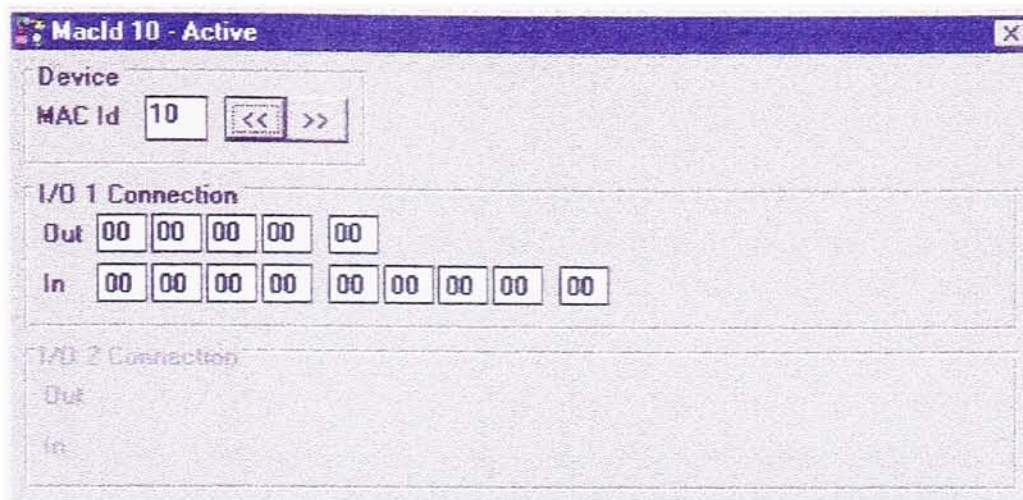 MacId 10 - Active
Device
MAC Id 10 << >>
I/O 1 Connection
Out 00 00 00 00 00
In 00 00 00 00 00 00 00 00 00
I/O 2 Connection
Out
In